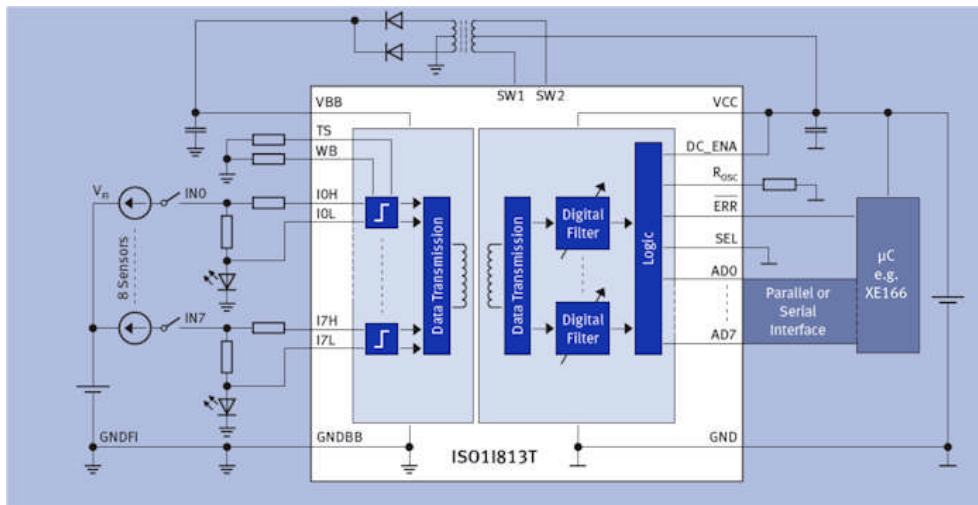 SW1 SW2
VBB
VCC
TS
DC_ENA
WB
Rosc
Vn
IN0
I0H
I0L
ERR
SEL
8 Sensors
Data Transmission
Data Transmission
Digital
Filter
Logic
µC
e.g.
XE166
AD0
Parallel or
Serial
Interface
IN7
I7H
I7L
Digital
Filter
AD7
GNDFI
GNDBB
GND
ISO1I813T